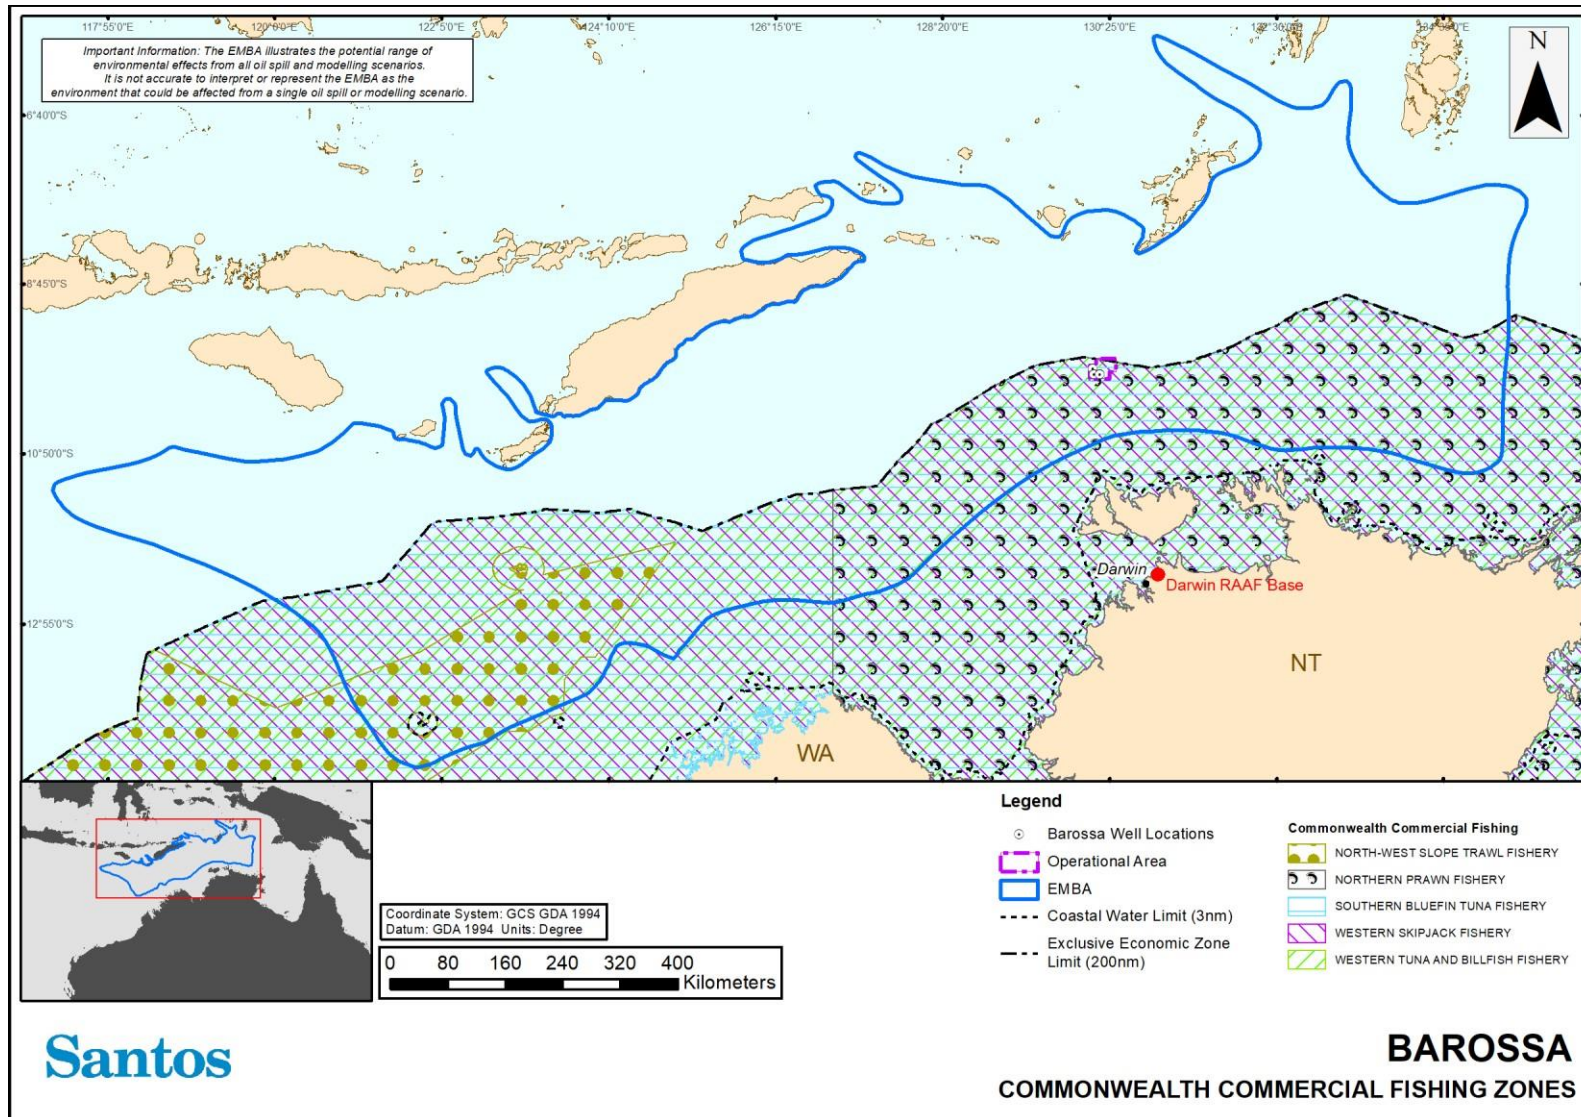 117°55'0"E
120°0'0"E
122°5'0"E
124°10'0"E
126°15'0"E
128°20'0"E
130°25'0"E
Important Information: The EMBA illustrates the potential range of
environmental effects from all oil spill and modelling scenarios.
It is not accurate to interpret or represent the EMBA as the
environment that could be affected from a single oil spill or modelling scenario.
N
6°40'0"S
8°45'0"S
10°50'0"S
12°55'0"S
Darwin
Darwin RAAF Base
NT
WA
Legend
Barossa Well Locations
Operational Area
EMBA
Coastal Water Limit (3nm)
Exclusive Economic Zone
Limit (200nm)
Commonwealth Commercial Fishing
NORTH-WEST SLOPE TRAWL FISHERY
NORTHERN PRAWN FISHERY
SOUTHERN BLUEFIN TUNA FISHERY
WESTERN SKIPJACK FISHERY
WESTERN TUNA AND BILLFISH FISHERY
Coordinate System: GCS GDA 1994
Datum: GDA 1994 Units: Degree
0 80 160 240 320 400
Kilometers
Santos
BAROSSA
COMMONWEALTH COMMERCIAL FISHING ZONES